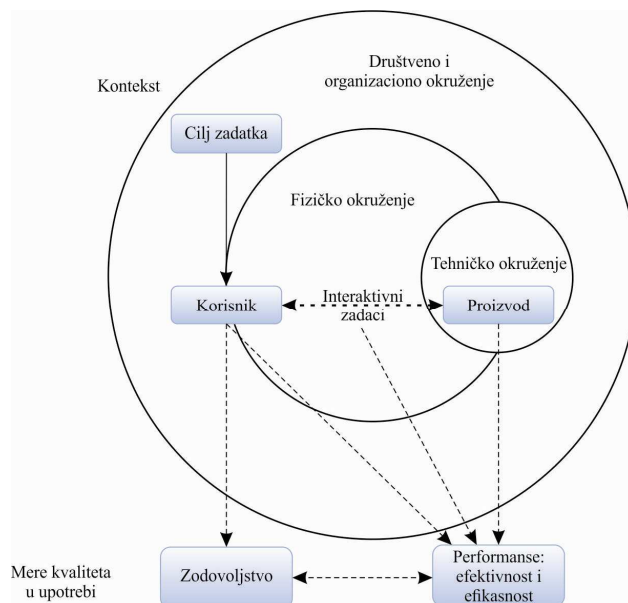 Društveno i
organizaciono okruženje
Kontekst
Cilj zadatka
Fizičko okruženje
Tehničko okruženje
Korisnik
Interaktivni
zadaci
Proizvod
Mere kvaliteta
u upotrebi
Zodovoljstvo
Performanse:
efektivnost i
efikasnost